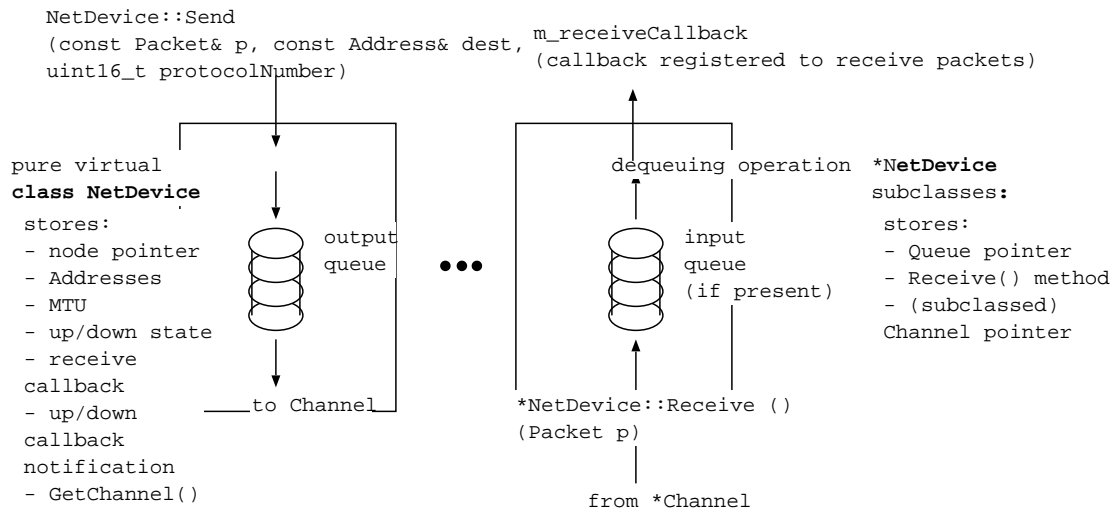 NetDevice::Send
(const Packet& p, const Address& dest,
uint16_t protocolNumber)
m_receiveCallback
(callback registered to receive packets)
pure virtual
class NetDevice
stores:
- node pointer
- Addresses
- MTU
- up/down state
- receive
callback
- up/down
callback
notification
- GetChannel()
output
queue
to Channel
dequeuing operation
input
queue
(if present)
*NetDevice::Receive ()
(Packet p)
from *Channel
*NetDevice
subclasses:
stores:
- Queue pointer
- Receive() method
- (subclassed)
Channel pointer